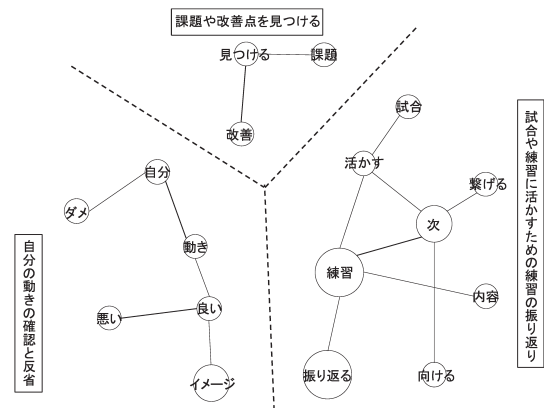 課題や改善点を見つける
見つける
課題
改善
試合
活かす
繋げる
次
練習
内容
振り返る
向ける
試合や練習に活かすための練習の振り返り
自分
ダメ
動き
悪い
良い
イメージ
自分の動きの確認と反省